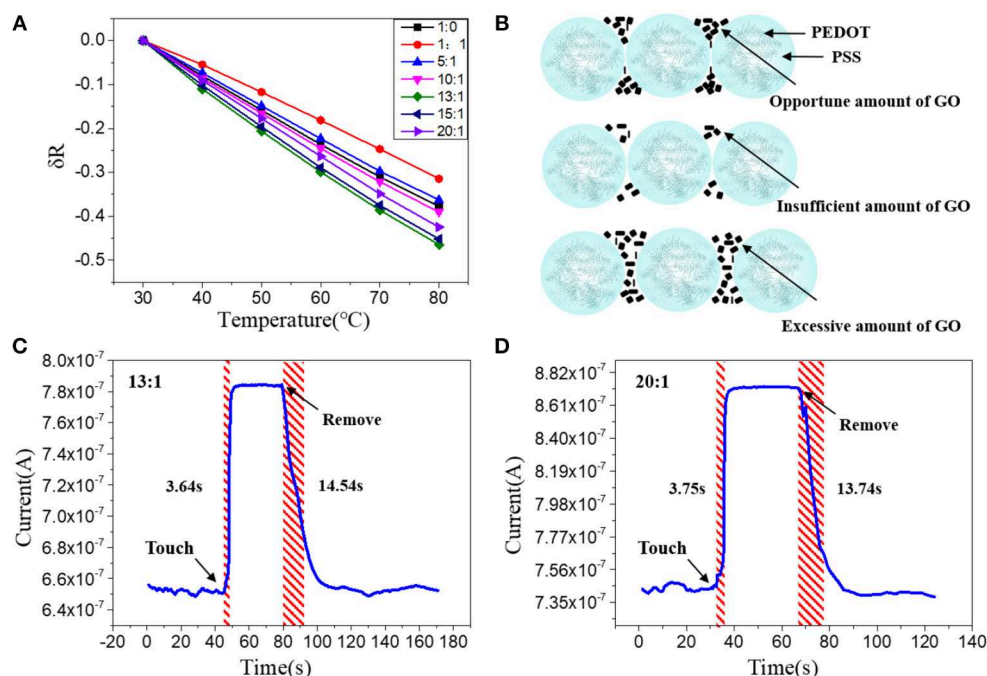 A
0.0
-0.1
-0.2
-0.3
-0.4
-0.5
δR
30 40 50 60 70 80
Temperature(°C)
1:0
1: 1
5:1
10:1
13:1
15:1
20:1
B
PEDOT
PSS
Opportune amount of GO
Insufficient amount of GO
Excessive amount of GO
C
8.0x10-7
7.8x10-7
7.6x10-7
7.4x10-7
7.2x10-7
7.0x10-7
6.8x10-7
6.6x10-7
6.4x10-7
Current(A)
13:1
Remove
3.64s
14.54s
Touch
0 20 40 60 80 100 120 140 160 180
Time(s)
D
8.82x10-7
8.61x10-7
8.40x10-7
8.19x10-7
7.98x10-7
7.77x10-7
7.56x10-7
7.35x10-7
Current(A)
20:1
Remove
3.75s
13.74s
Touch
0 20 40 60 80 100 120 140
Time(s)